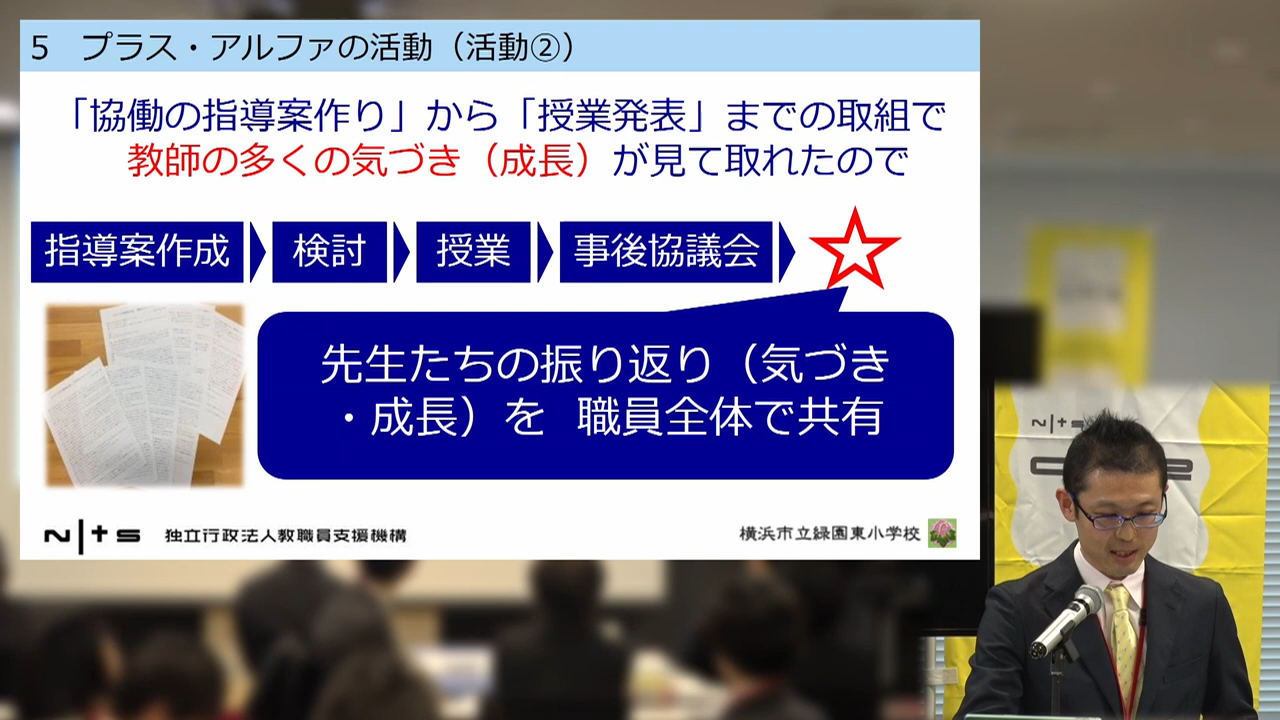 5 プラス・アルファの活動（活動②）
「協働の指導案作り」から「授業発表」までの取組で
教師の多くの気づき（成長）が見て取れたので
指導案作成 検討 授業 事後協議会
先生たちの振り返り（気づき
・成長）を 職員全体で共有
NITS 独立行政法人教職員支援機構
横浜市立緑園東小学校
NITS